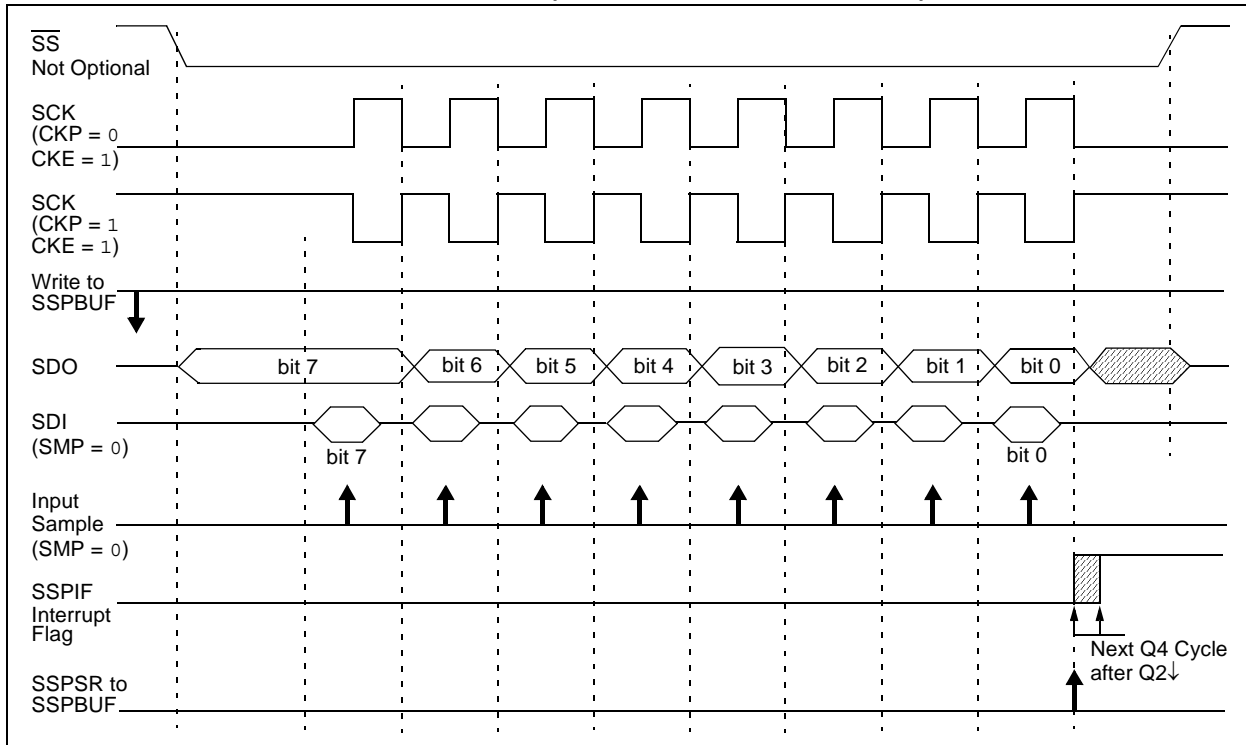 SS
Not Optional
SCK
(CKP = 0
CKE = 1)
SCK
(CKP = 1
CKE = 1)
Write to
SSPBUF
SDO
bit 7
bit 6
bit 5
bit 4
bit 3
bit 2
bit 1
bit 0
SDI
(SMP = 0)
bit 7
bit 0
Input
Sample
(SMP = 0)
SSPIF
Interrupt
Flag
Next Q4 Cycle
after Q2↓
SSPSR to
SSPBUF